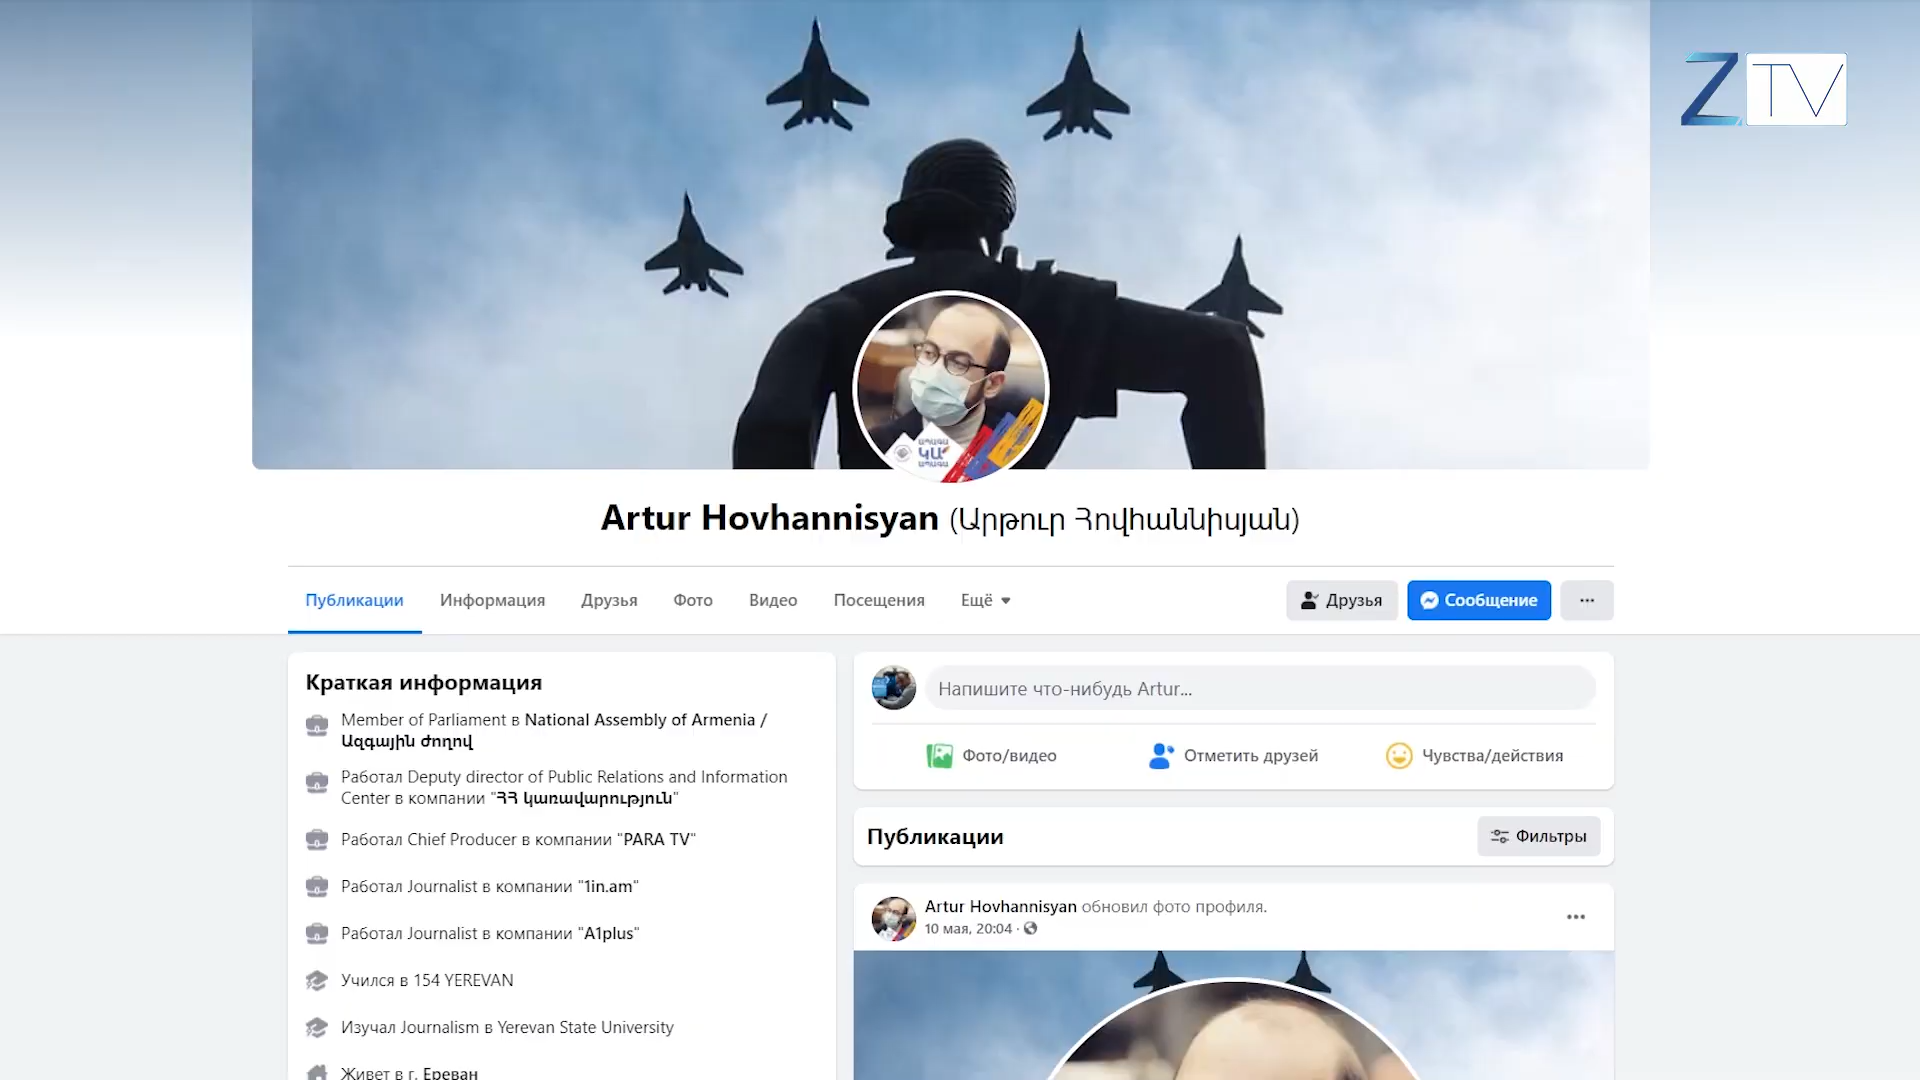 Z TV
ԱՊԱԳԱ
ԿԱ
ԱՊԱԳԱ
Artur Hovhannisyan (Արթուր Հովհաննիսյան)
Публикации
Информация
Друзья
Фото
Видео
Посещения
Ещё
Друзья
Сообщение
Краткая информация
Member of Parliament в National Assembly of Armenia /
Ազգային Ժողով
Работал Deputy director of Public Relations and Information
Center в компании "ՀՀ կառավարություն"
Работал Chief Producer в компании "PARA TV"
Работал Journalist в компании "1in.am"
Работал Journalist в компании "A1plus"
Учился в 154 YEREVAN
Изучал Journalism в Yerevan State University
Живет в г. Ереван
Напишите что-нибудь Artur...
Фото/видео
Отметить друзей
Чувства/действия
Публикации
Фильтры
Artur Hovhannisyan обновил фото профиля.
10 мая, 20:04 ·